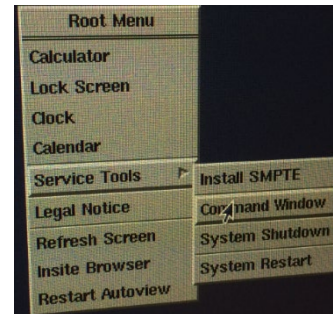 Root Menu
Calculator
Lock Screen
Clock
Calendar
Service Tools
Legal Notice
Refresh Screen
Insite Browser
Restart Autoview
Install SMPTE
Command Window
System Shutdown
System Restart